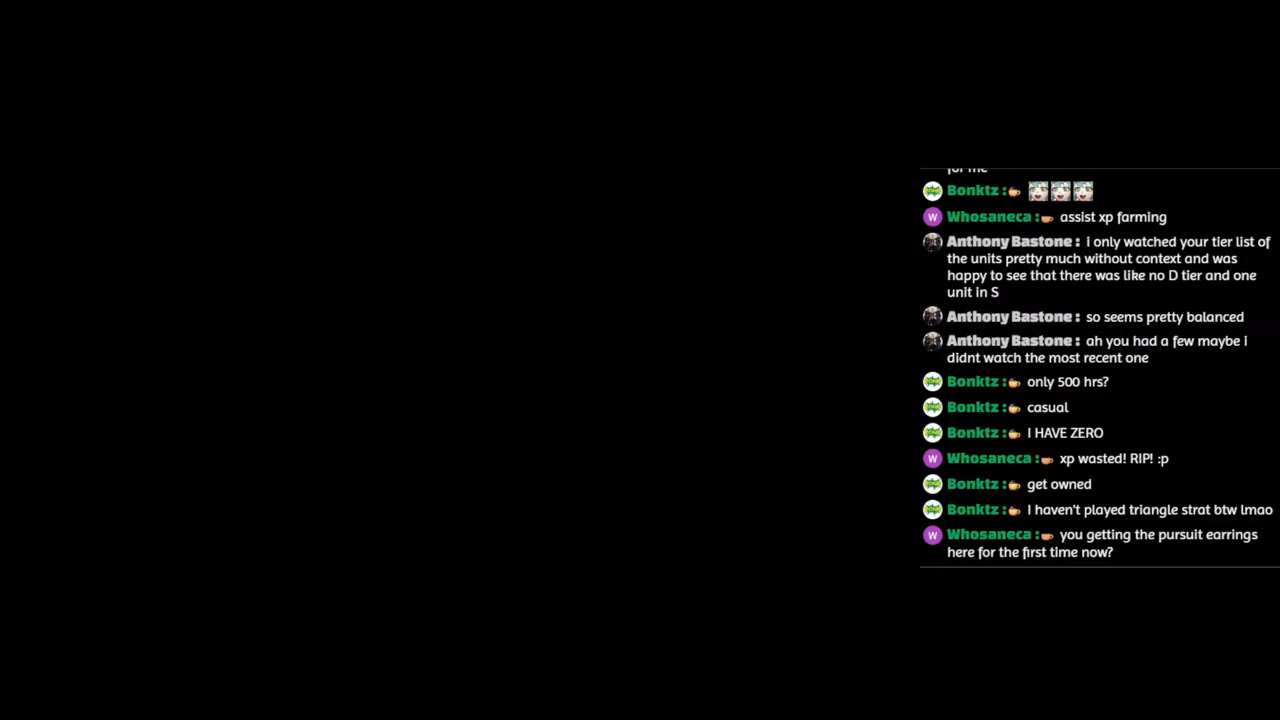 for me
Bonktz :
W Whosaneca : assist xp farming
Anthony Bastone : i only watched your tier list of
the units pretty much without context and was
happy to see that there was like no D tier and one
unit in S
Anthony Bastone : so seems pretty balanced
Anthony Bastone : ah you had a few maybe i
didnt watch the most recent one
Bonktz : only 500 hrs?
Bonktz : casual
Bonktz : I HAVE ZERO
W Whosaneca : xp wasted! RIP! :p
Bonktz : get owned
Bonktz : I haven't played triangle strat btw lmao
W Whosaneca : you getting the pursuit earrings
here for the first time now?